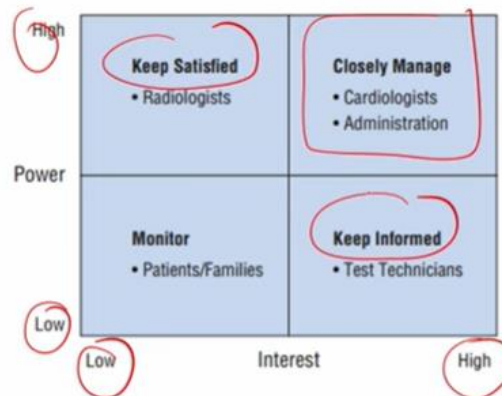 High
Keep Satisfied
• Radiologists
Closely Manage
• Cardiologists
• Administration
Power
Monitor
• Patients/Families
Keep Informed
• Test Technicians
Low
Low
Interest
High